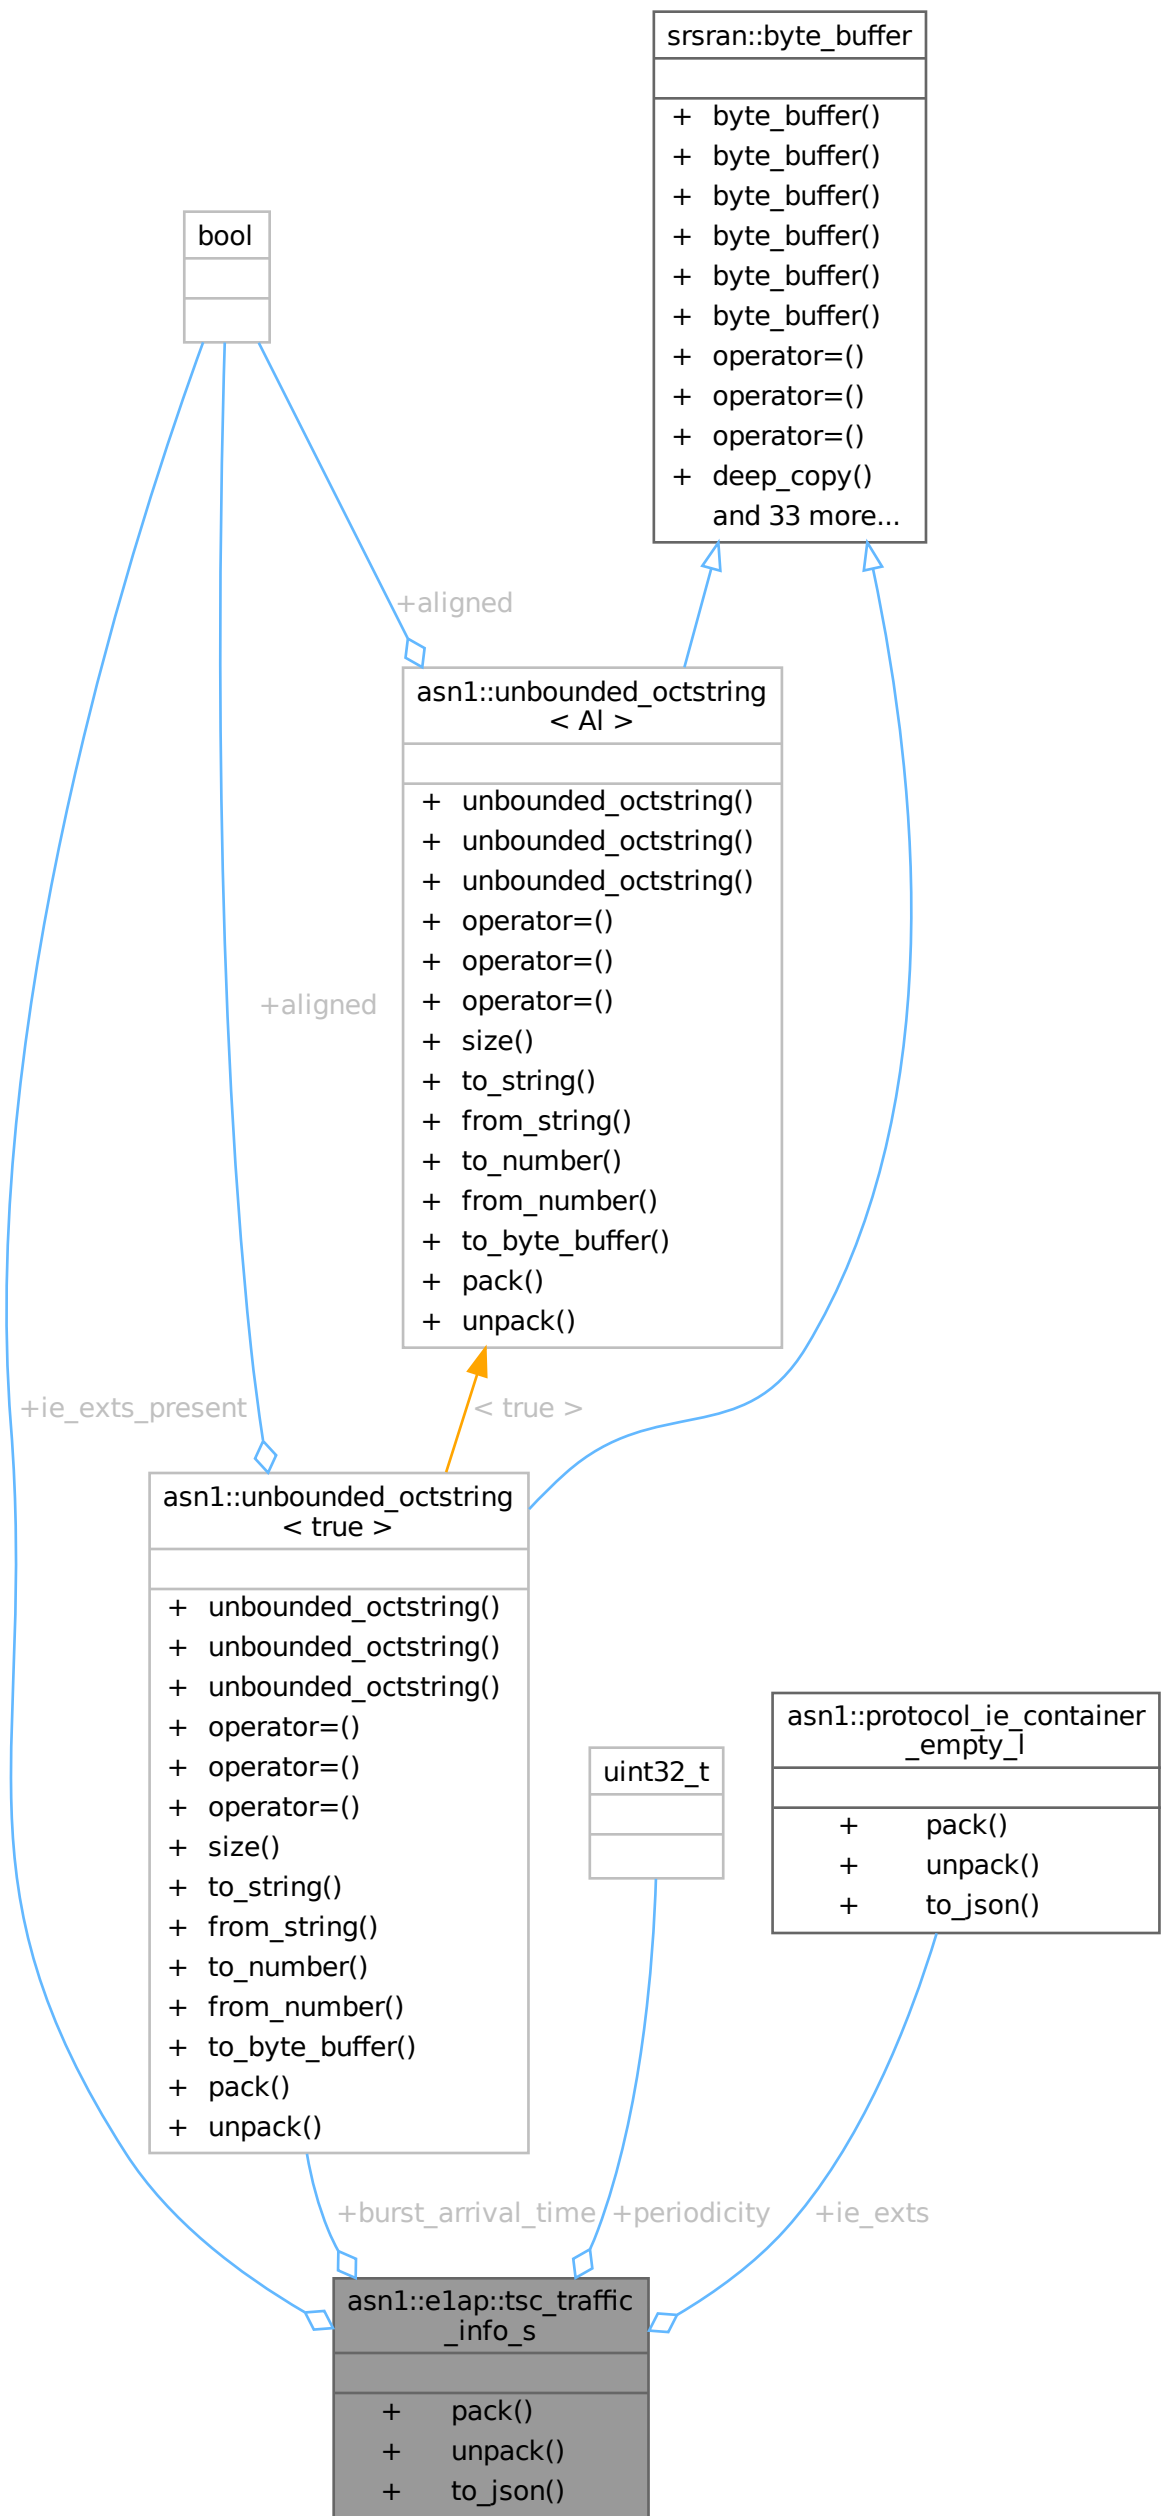 srsran::byte_buffer
+ byte_buffer()
+ byte_buffer()
+ byte_buffer()
+ byte_buffer()
+ byte_buffer()
+ byte_buffer()
+ operator=()
+ operator=()
+ operator=()
+ deep_copy()
and 33 more...
bool
+aligned
asn1::unbounded_octstring
< Al >
+ unbounded_octstring()
+ unbounded_octstring()
+ unbounded_octstring()
+ operator=()
+ operator=()
+ operator=()
+ size()
+ to_string()
+ from_string()
+ to_number()
+ from_number()
+ to_byte_buffer()
+ pack()
+ unpack()
+aligned
+ie_exts_present
< true >
asn1::unbounded_octstring
< true >
+ unbounded_octstring()
+ unbounded_octstring()
+ unbounded_octstring()
+ operator=()
+ operator=()
+ operator=()
+ size()
+ to_string()
+ from_string()
+ to_number()
+ from_number()
+ to_byte_buffer()
+ pack()
+ unpack()
uint32_t
asn1::protocol_ie_container
_empty_l
+ pack()
+ unpack()
+ to_json()
+burst_arrival_time
+periodicity
+ie_exts
asn1::e1ap::tsc_traffic
_info_s
+ pack()
+ unpack()
+ to_json()